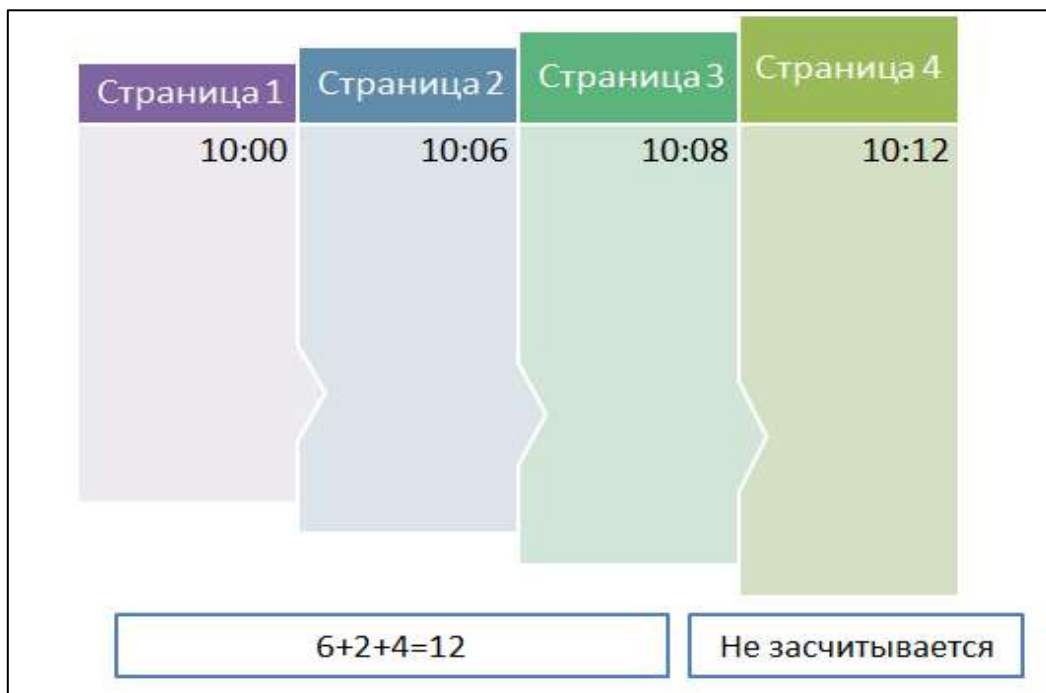 Страница 1
Страница 2
Страница 3
Страница 4
10:00
10:06
10:08
10:12
6+2+4=12
Не засчитывается